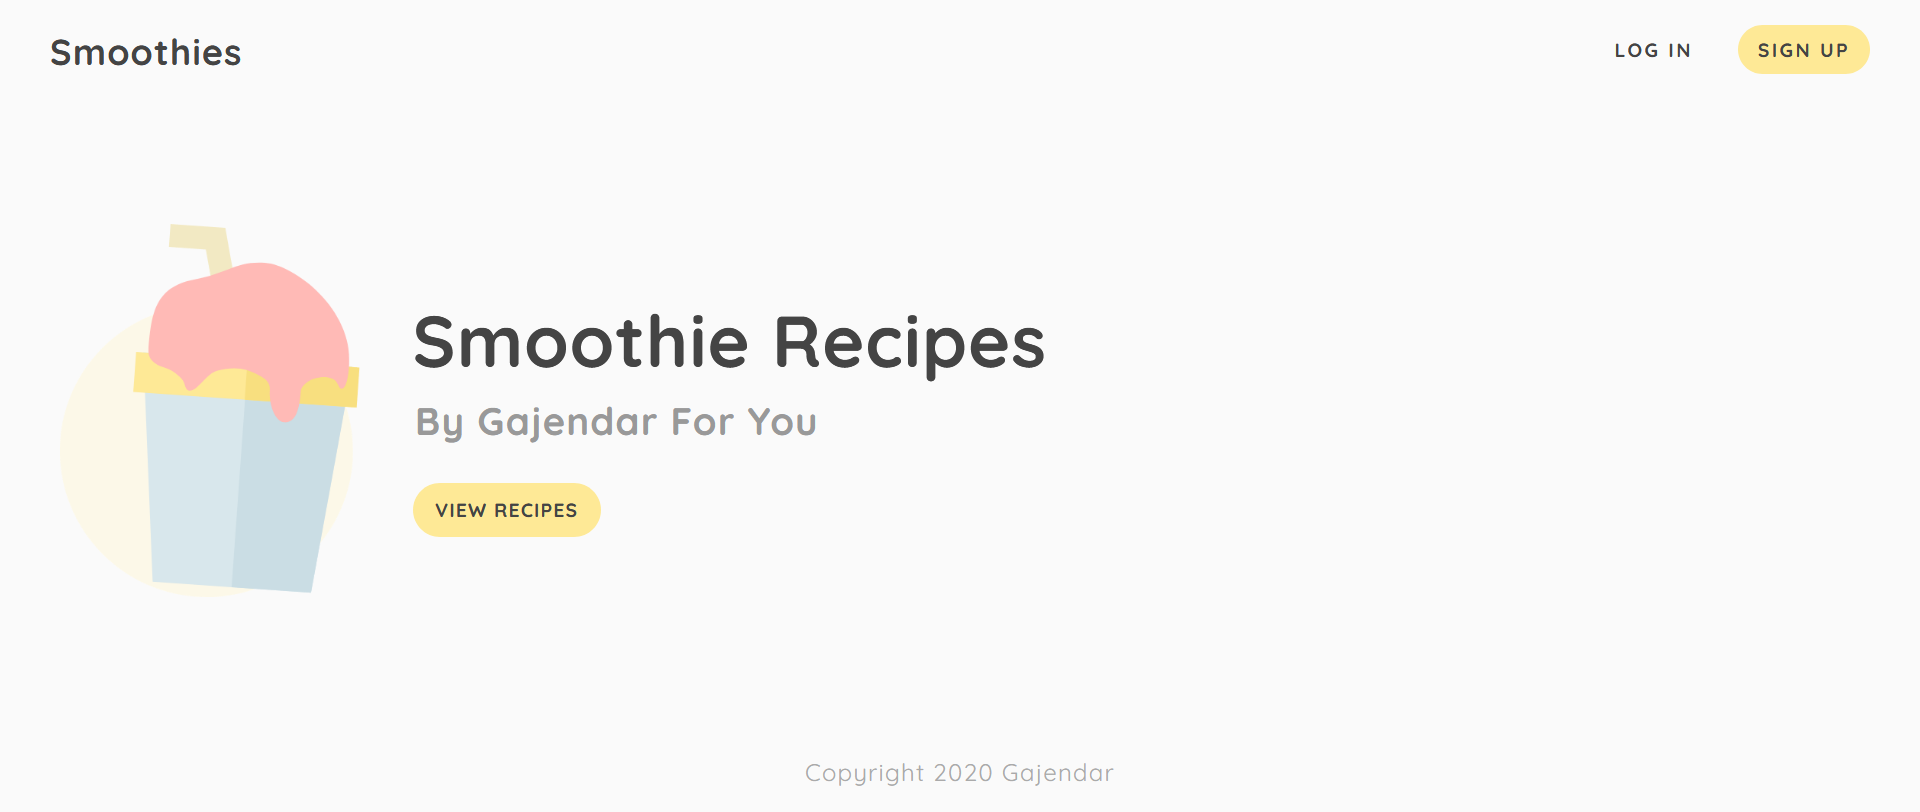 Smoothies
LOG IN
SIGN UP
Smoothie Recipes
By Gajendar For You
VIEW RECIPES
Copyright 2020 Gajendar